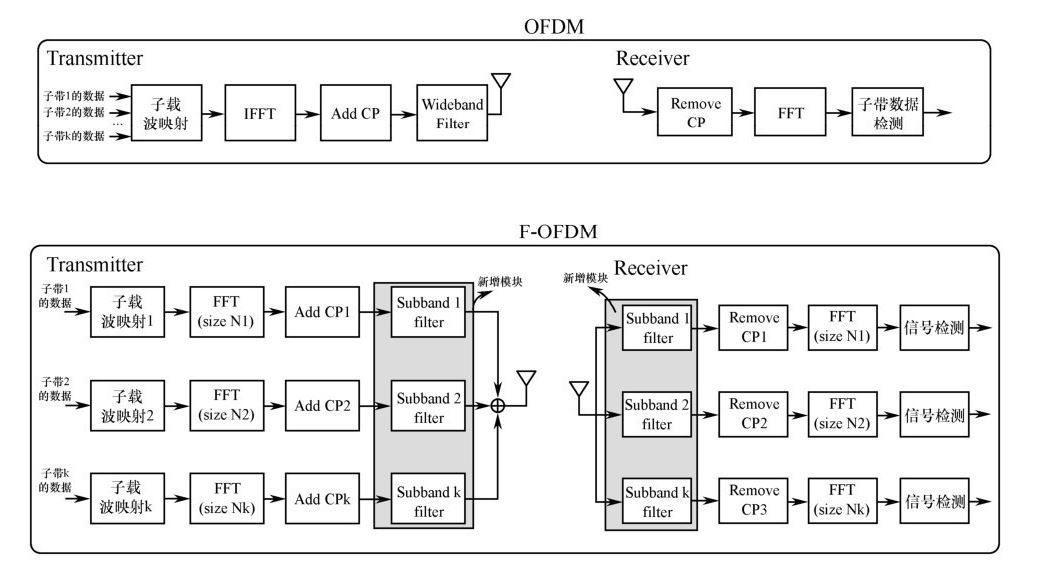 OFDM
Transmitter
子带1的数据
子带2的数据
...
子带k的数据
子载
波映射
IFFT
Add CP
Wideband
Filter
Receiver
Remove
CP
FFT
子带数据
检测
F-OFDM
Transmitter
子带1
的数据
子载
波映射1
FFT
(size N1)
Add CP1
Subband 1
filter
新增模块
子带2
的数据
子载
波映射2
FFT
(size N2)
Add CP2
Subband 2
filter
子带k
的数据
子载
波映射k
FFT
(size Nk)
Add CPk
Subband k
filter
新增模块
Receiver
Subband 1
filter
Remove
CP1
FFT
(size N1)
信号检测
Subband 2
filter
Remove
CP2
FFT
(size N2)
信号检测
Subband k
filter
Remove
CP3
FFT
(size Nk)
信号检测